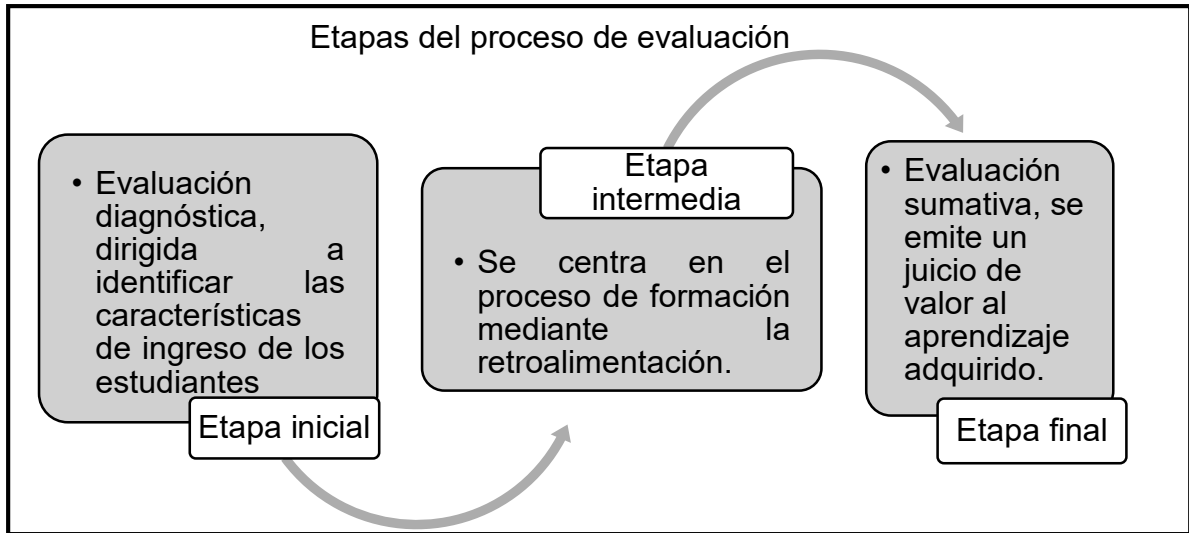 Etapas del proceso de evaluación
• Evaluación
diagnóstica,
dirigida a
identificar las
características
de ingreso de los
estudiantes
Etapa inicial
Etapa
intermedia
• Se centra en el
proceso de formación
mediante la
retroalimentación.
• Evaluación
sumativa, se
emite un
juicio de
valor al
aprendizaje
adquirido.
Etapa final